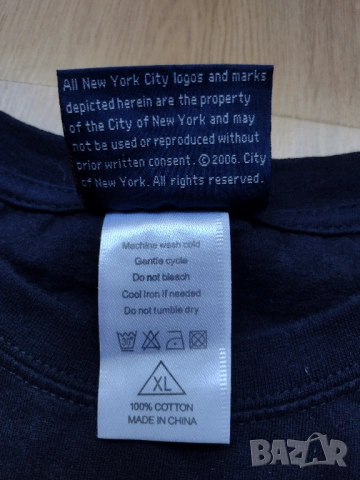 All New York City logos and marks
depicted herein are the property
of the City of New York and may
not be used or reproduced without
prior written consent. ©2006. City
of New York. All rights reserved.
Machine wash cold
Gentle cycle
Do not bleach
Cool iron if needed
Do not tumble dry
30
XL
100% COTTON
MADE IN CHINA
BAZAR